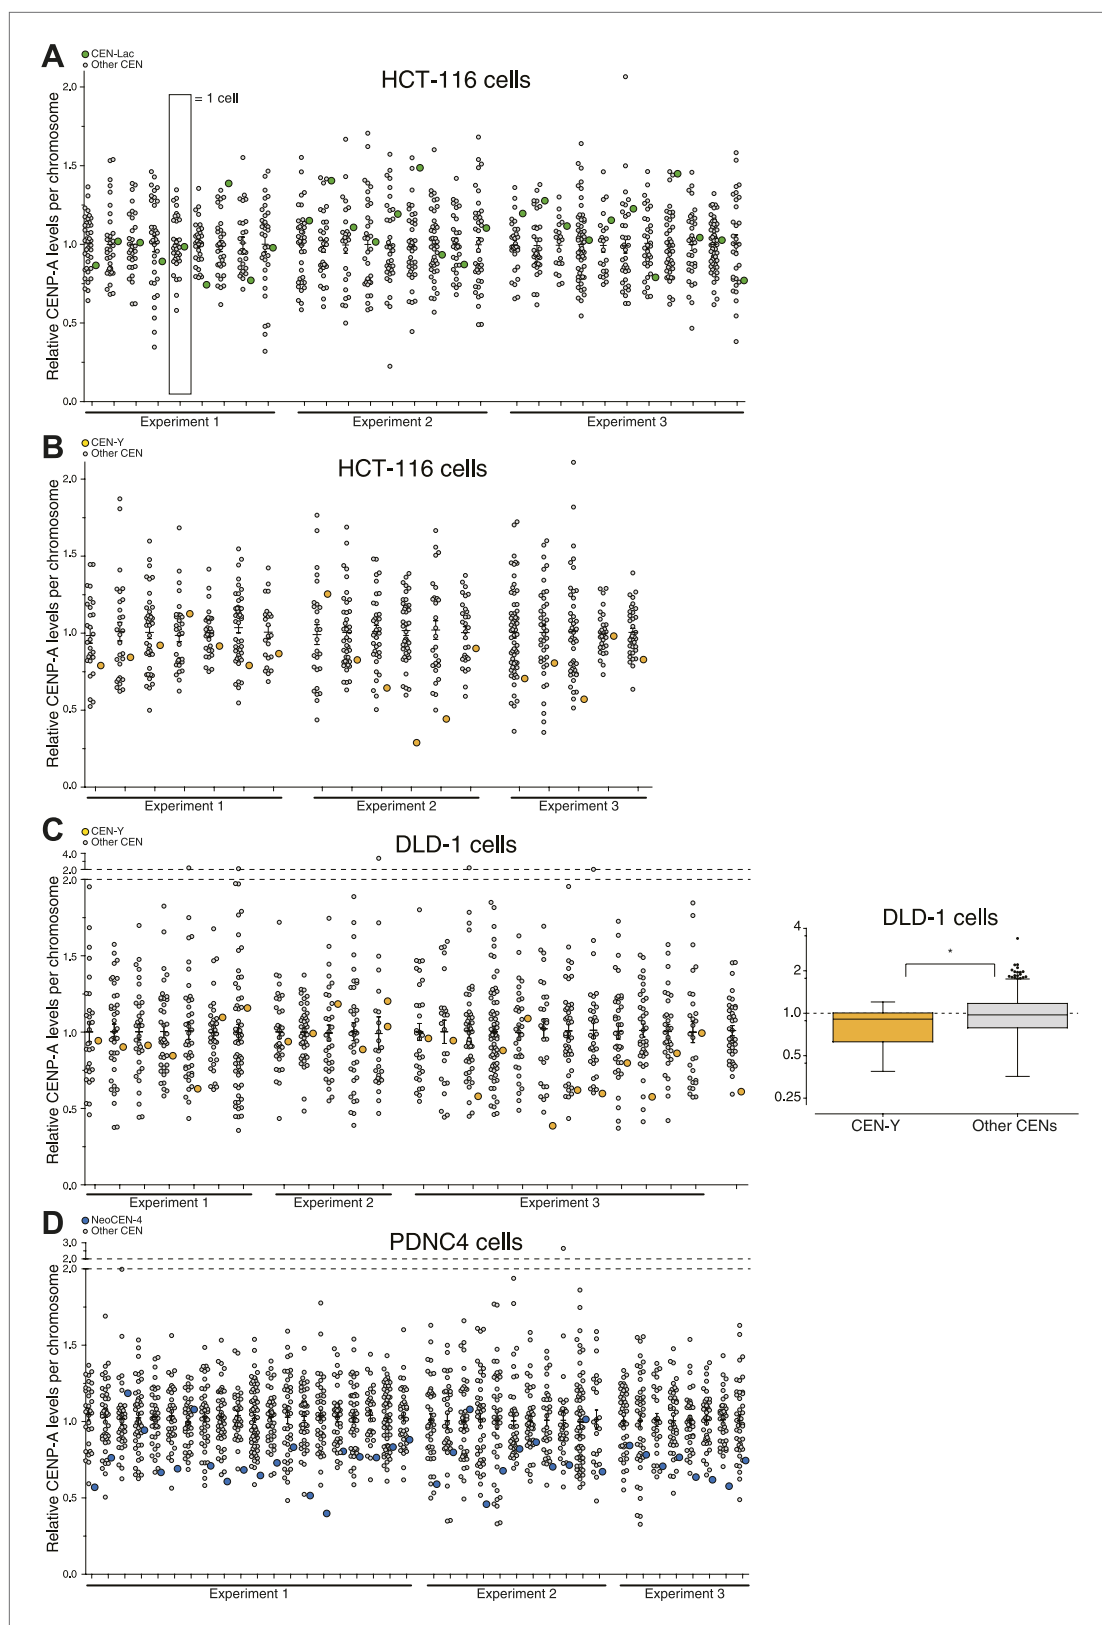 A
CEN-Lac
Other CEN
HCT-116 cells
= 1 cell
Relative CENP-A levels per chromosome
2.0
1.5
1.0
0.5
0.0
Experiment 1
Experiment 2
Experiment 3
B
CEN-Y
Other CEN
HCT-116 cells
Relative CENP-A levels per chromosome
2.0
1.5
1.0
0.5
0.0
Experiment 1
Experiment 2
Experiment 3
C
CEN-Y
Other CEN
DLD-1 cells
Relative CENP-A levels per chromosome
4.0
2.0
2.0
1.5
1.0
0.5
0.0
Experiment 1
Experiment 2
Experiment 3
DLD-1 cells
*
4
2
1.0
0.5
0.25
CEN-Y
Other CENs
D
NeoCEN-4
Other CEN
PDNC4 cells
Relative CENP-A levels per chromosome
3.0
2.0
2.0
1.5
1.0
0.5
0.0
Experiment 1
Experiment 2
Experiment 3